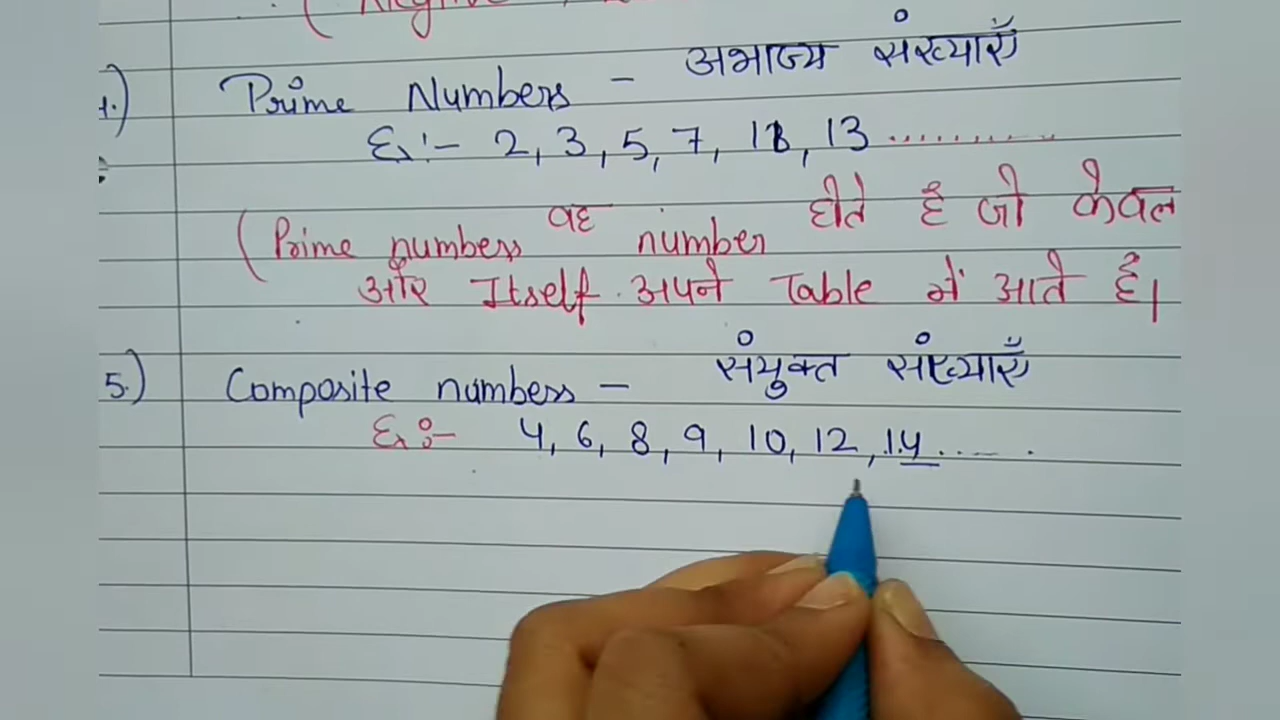 4.) Prime Numbers - अभाज्य संख्याएँ
Ex:- 2, 3, 5, 7, 11, 13 ..........
(Prime numbers वह number होते है जो केवल
और Itself अपने Table में आते है।
5.) Composite numbers - संयुक्त संख्याएँ
Ex:- 4, 6, 8, 9, 10, 12, 14......